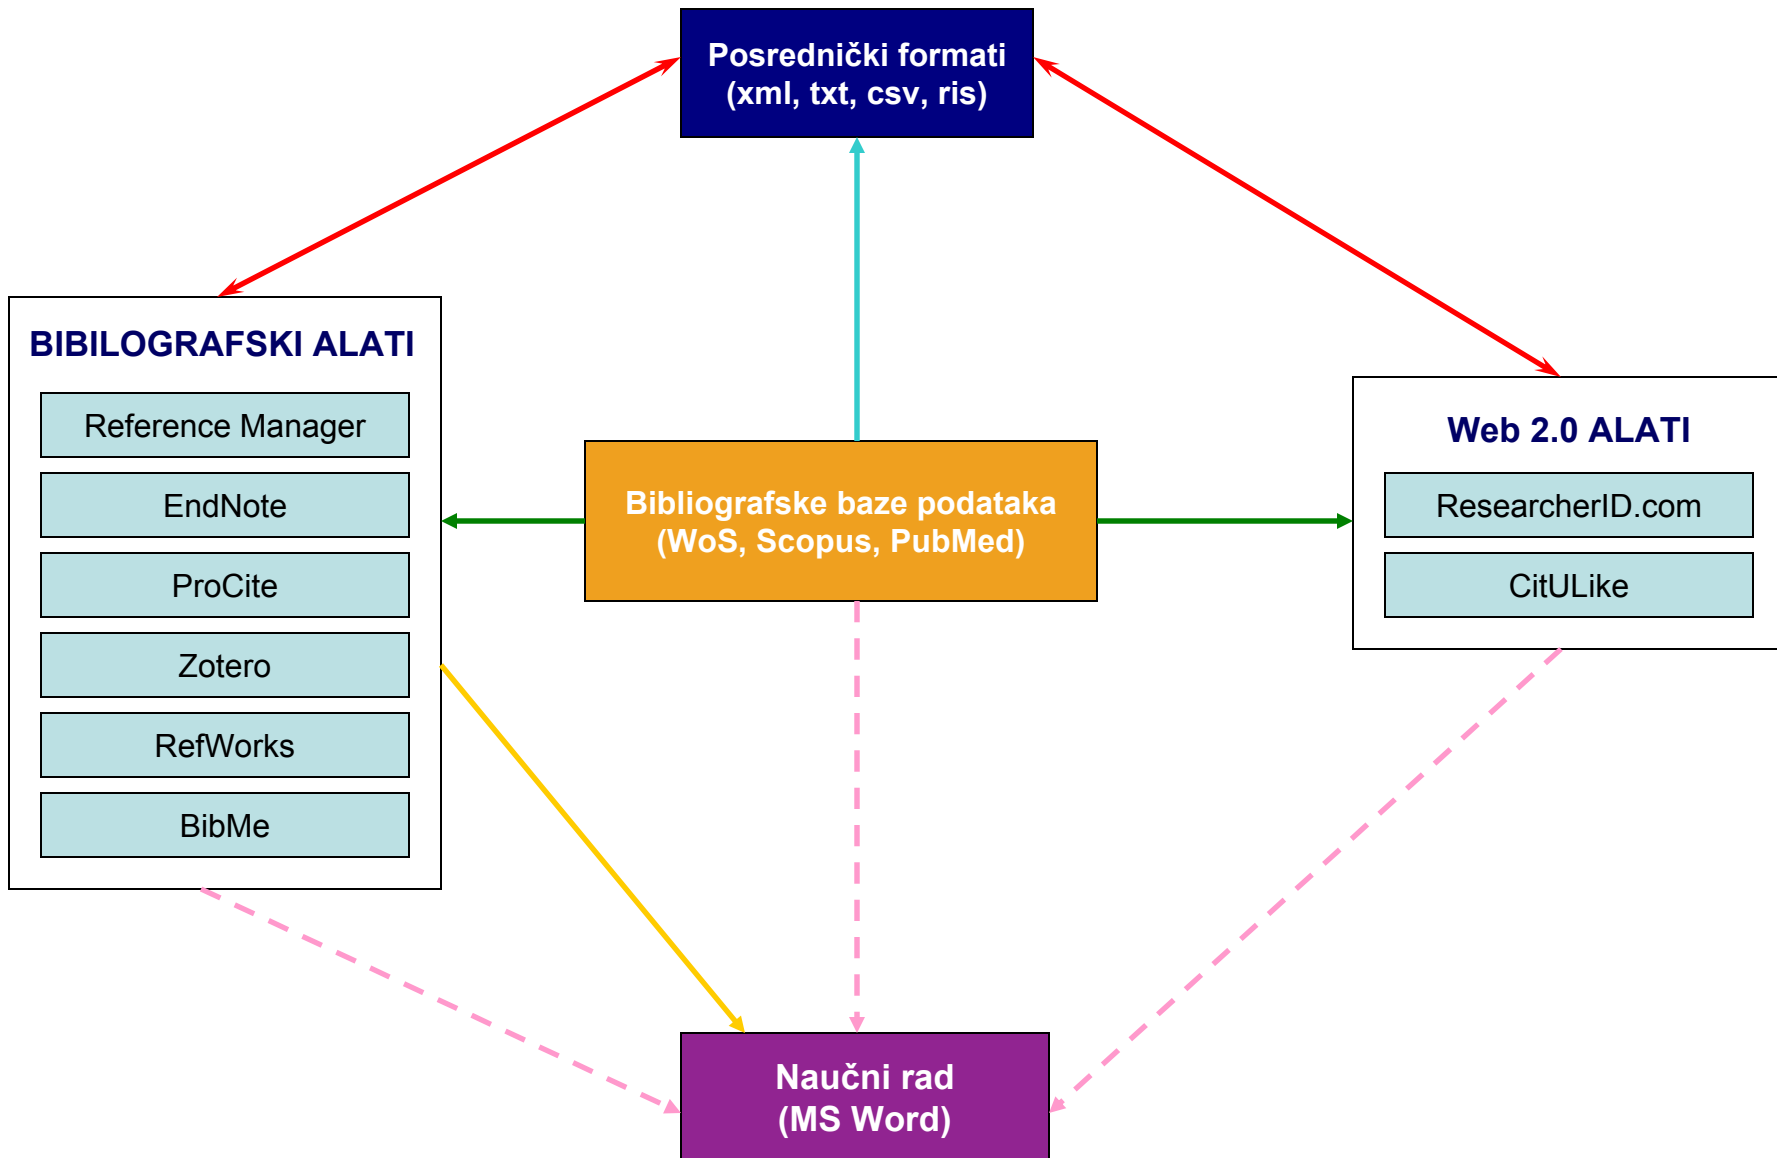 Posrednički formati
(xml, txt, csv, ris)
BIBILOGRAFSKI ALATI
Reference Manager
EndNote
ProCite
Zotero
RefWorks
BibMe
Bibliografske baze podataka
(WoS, Scopus, PubMed)
Web 2.0 ALATI
ResearcherID.com
CitULike
Naučni rad
(MS Word)